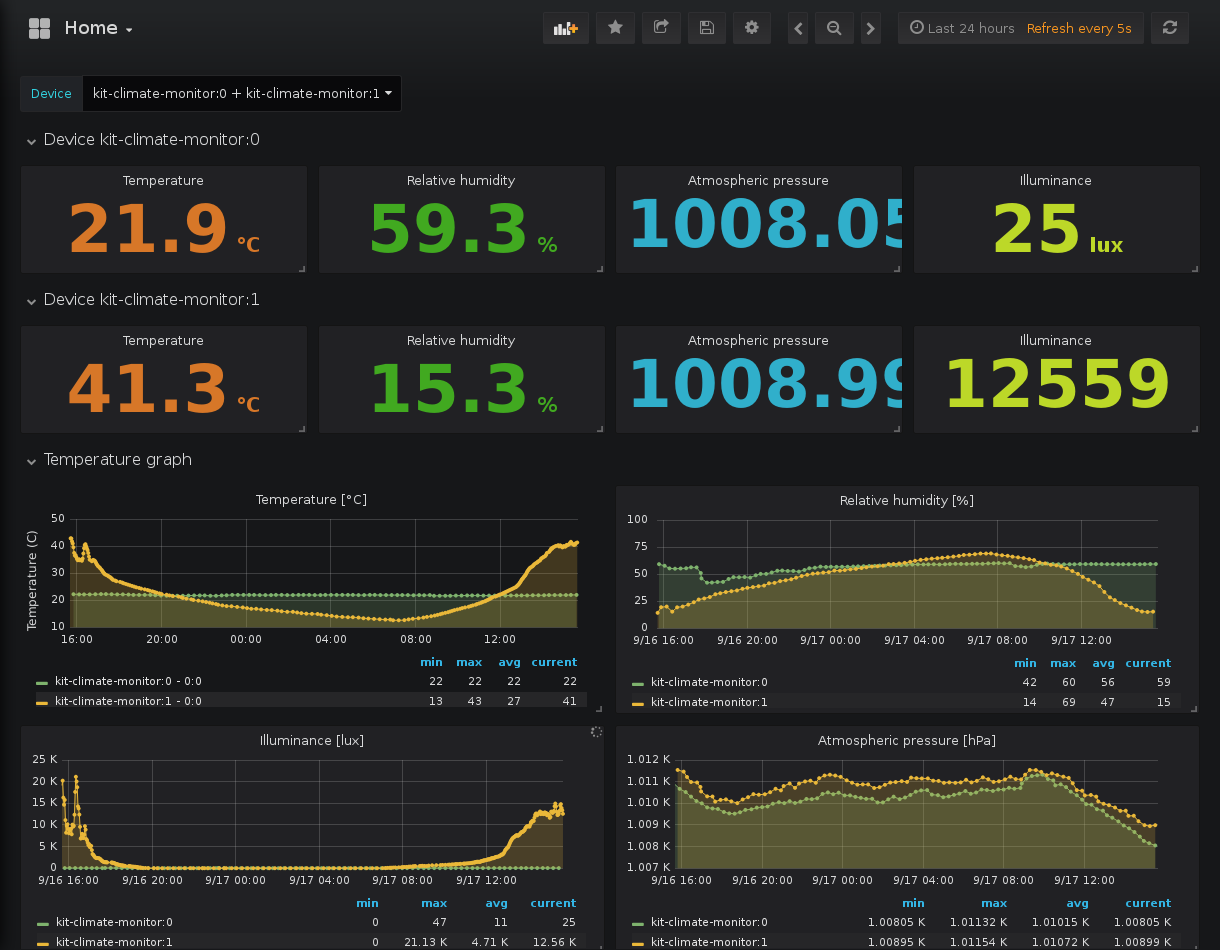 Home
Last 24 hours Refresh every 5s
Device kit-climate-monitor:0 + kit-climate-monitor:1
Device kit-climate-monitor:0
Temperature Relative humidity Atmospheric pressure Illuminance
21.9 °C 59.3 % 1008.05 25 lux
Device kit-climate-monitor:1
Temperature Relative humidity Atmospheric pressure Illuminance
41.3 °C 15.3 % 1008.99 12559
Temperature graph
Temperature [°C]
Temperature (C)
50
40
30
20
10
16:00 20:00 00:00 04:00 08:00 12:00
min max avg current
kit-climate-monitor:0 - 0:0 22 22 22 22
kit-climate-monitor:1 - 0:0 13 43 27 41
Relative humidity [%]
100
75
50
25
0
9/16 16:00 9/16 20:00 9/17 00:00 9/17 04:00 9/17 08:00 9/17 12:00
min max avg current
kit-climate-monitor:0 42 60 56 59
kit-climate-monitor:1 14 69 47 15
Illuminance [lux]
25 K
20 K
15 K
10 K
5 K
0
9/16 16:00 9/16 20:00 9/17 00:00 9/17 04:00 9/17 08:00 9/17 12:00
min max avg current
kit-climate-monitor:0 0 47 11 25
kit-climate-monitor:1 0 21.13 K 4.71 K 12.56 K
Atmospheric pressure [hPa]
1.012 K
1.011 K
1.010 K
1.009 K
1.008 K
1.007 K
9/16 16:00 9/16 20:00 9/17 00:00 9/17 04:00 9/17 08:00 9/17 12:00
min max avg current
kit-climate-monitor:0 1.00805 K 1.01132 K 1.01015 K 1.00805 K
kit-climate-monitor:1 1.00895 K 1.01154 K 1.01072 K 1.00899 K